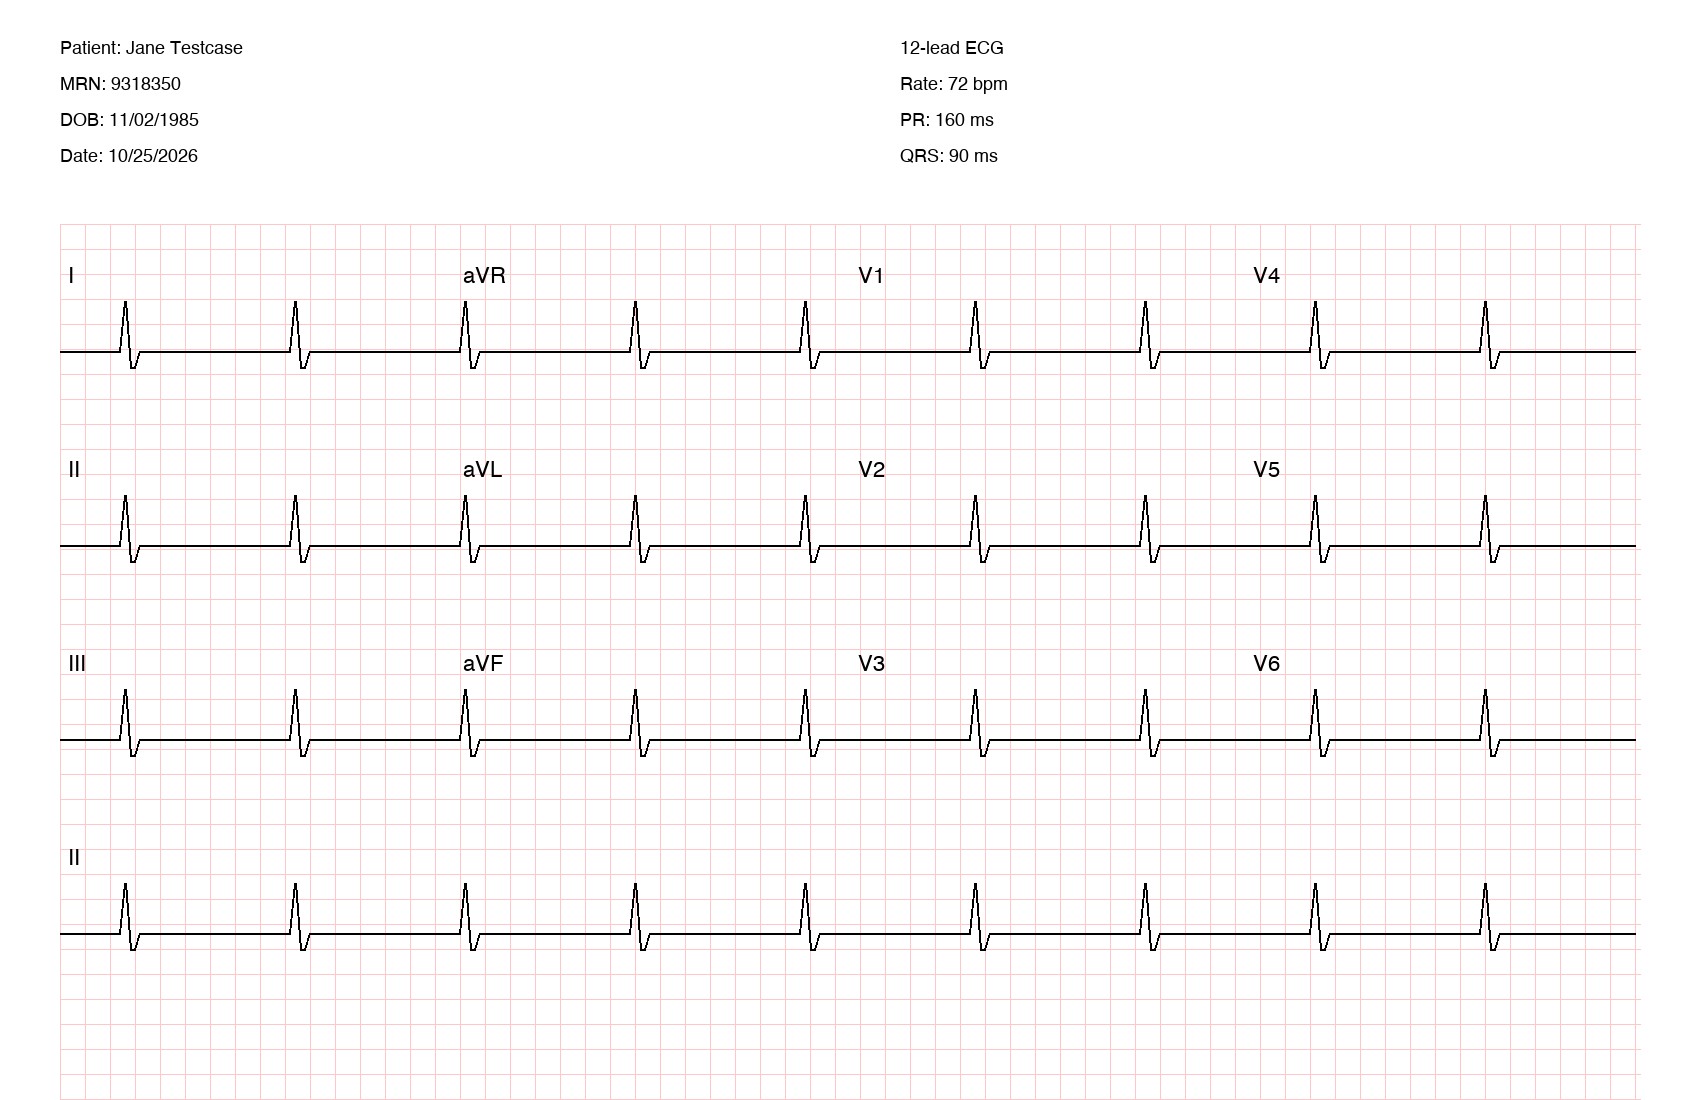 Patient: Jane Testcase
MRN: 9318350
DOB: 11/02/1985
Date: 10/25/2026
12-lead ECG
Rate: 72 bpm
PR: 160 ms
QRS: 90 ms
I aVR V1 V4
II aVL V2 V5
III aVF V3 V6
II